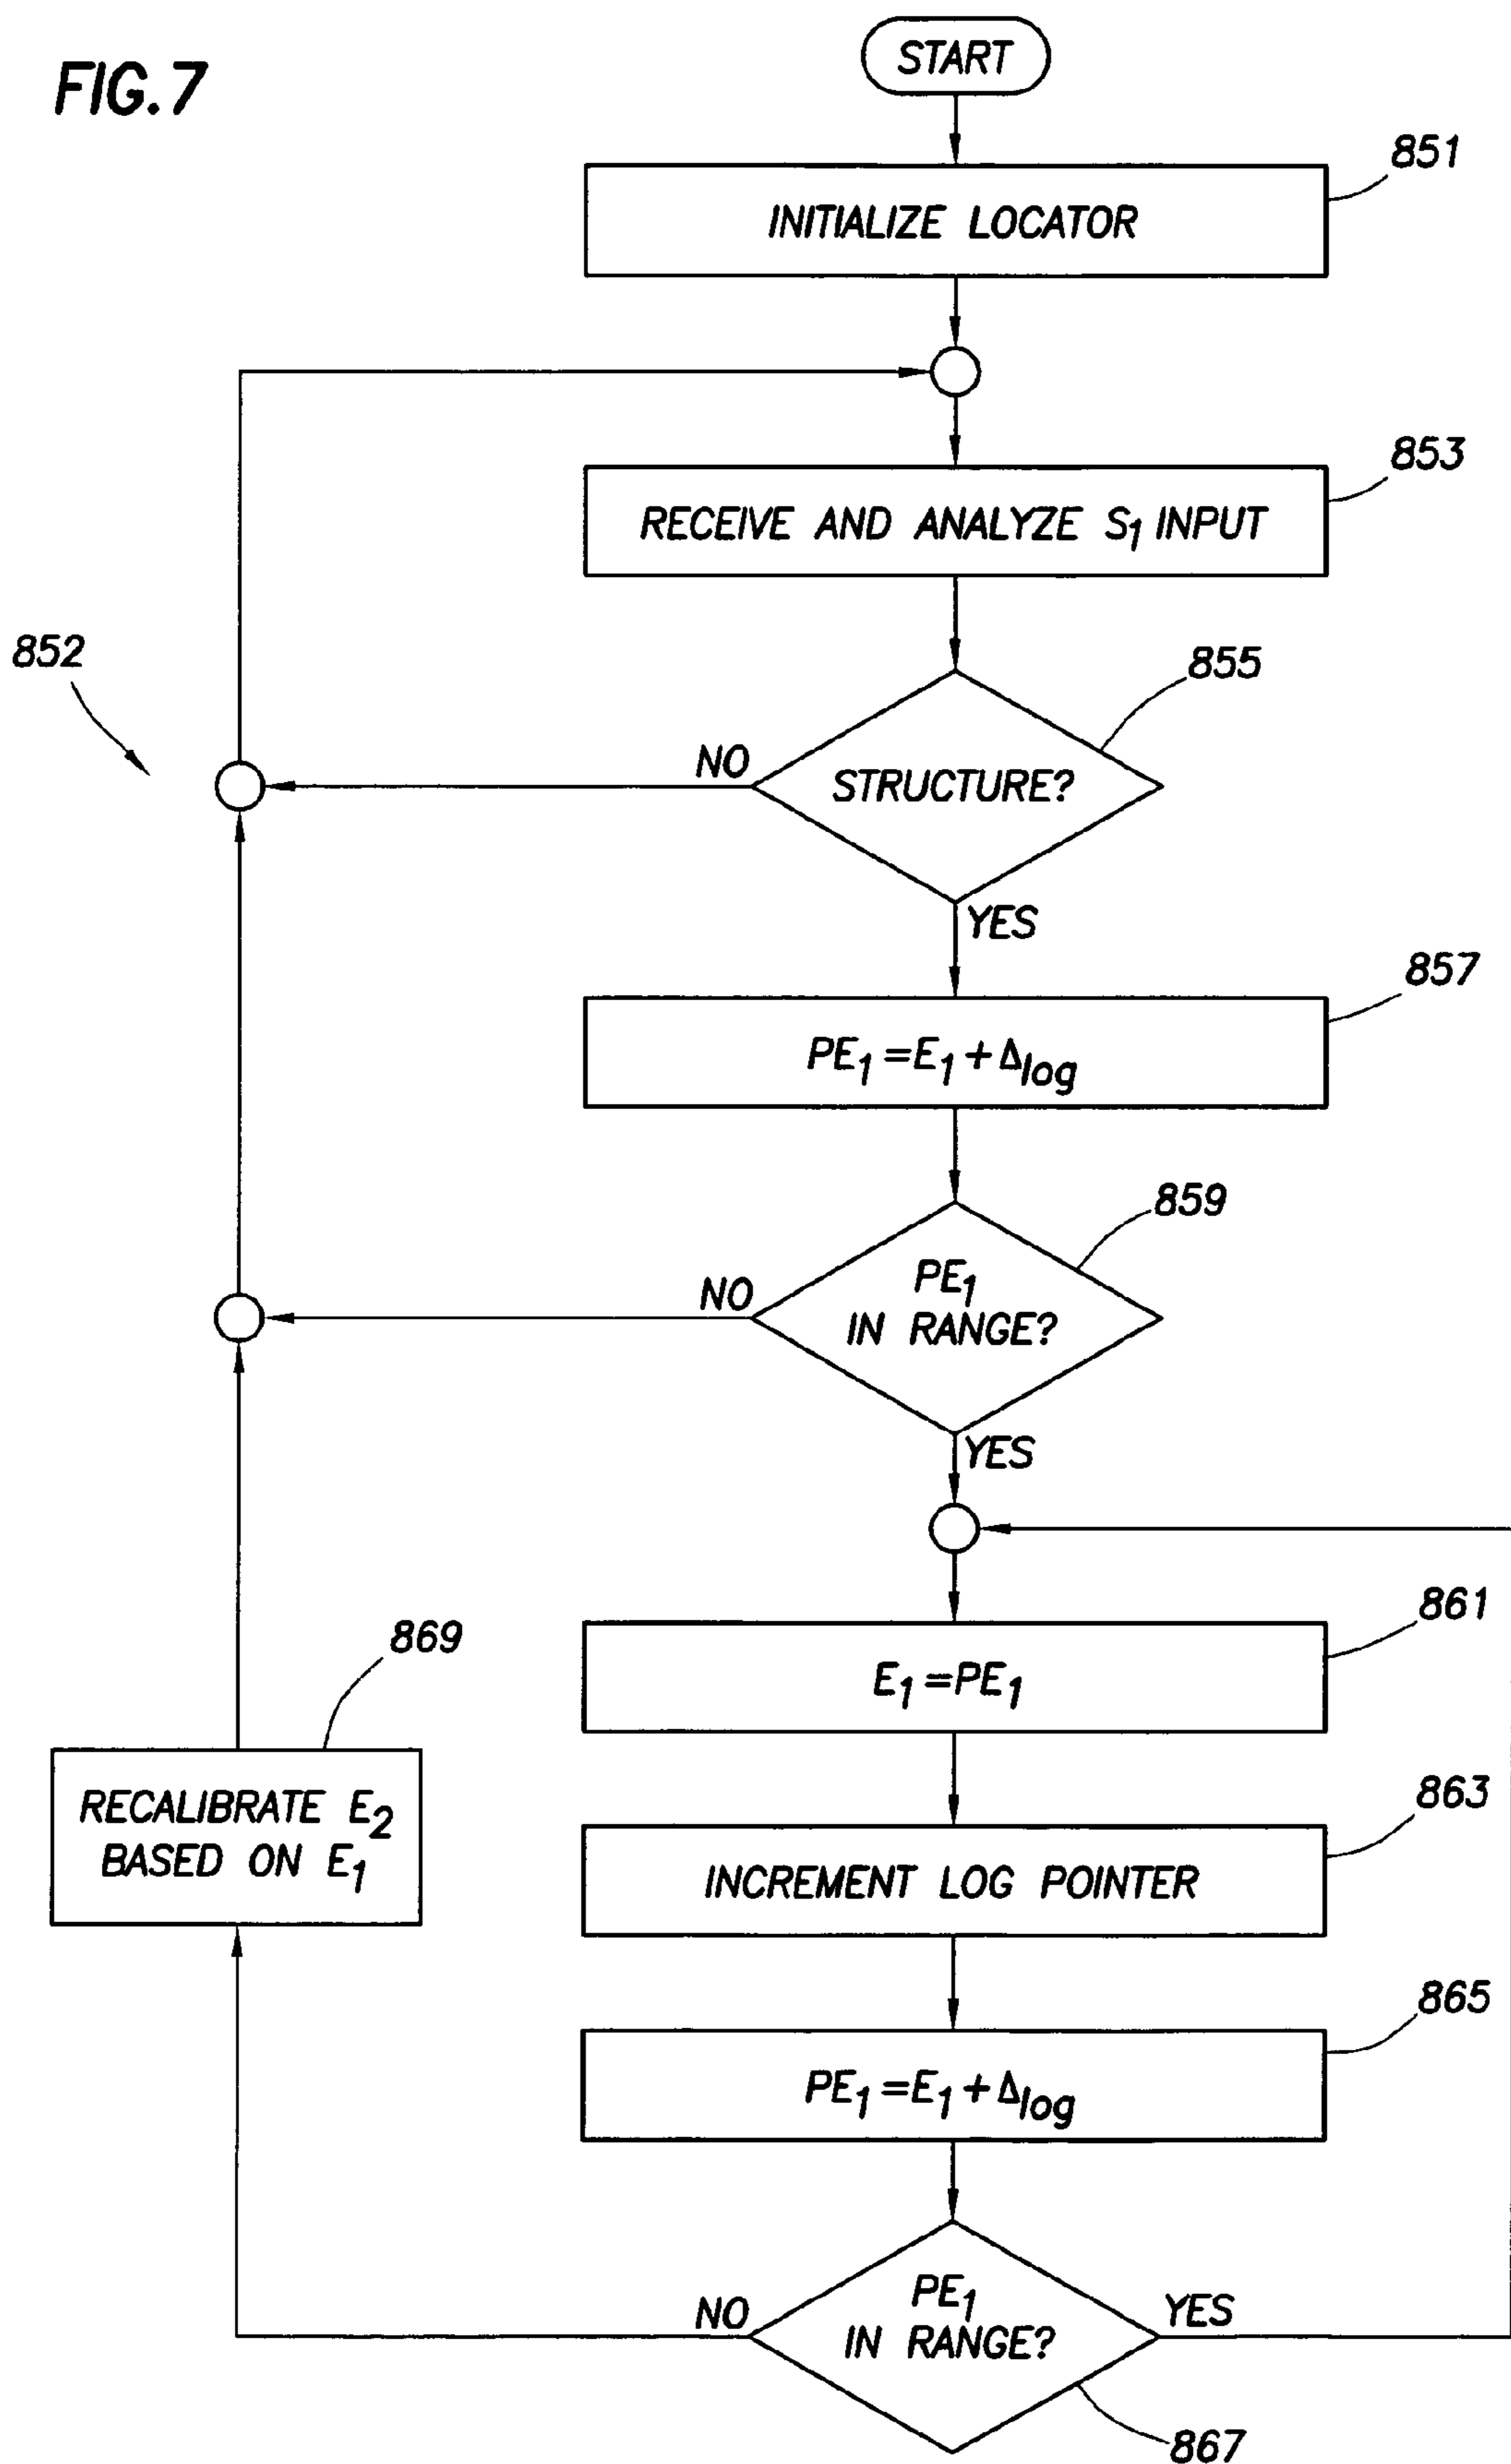 FIG. 7
START
851
INITIALIZE LOCATOR
853
RECEIVE AND ANALYZE S₁ INPUT
852
855
NO
STRUCTURE?
YES
857
PE₁=E₁+Δlog
859
NO
PE₁
IN RANGE?
YES
861
E₁=PE₁
869
RECALIBRATE E₂
BASED ON E₁
863
INCREMENT LOG POINTER
865
PE₁=E₁+Δlog
NO
PE₁
IN RANGE?
YES
867